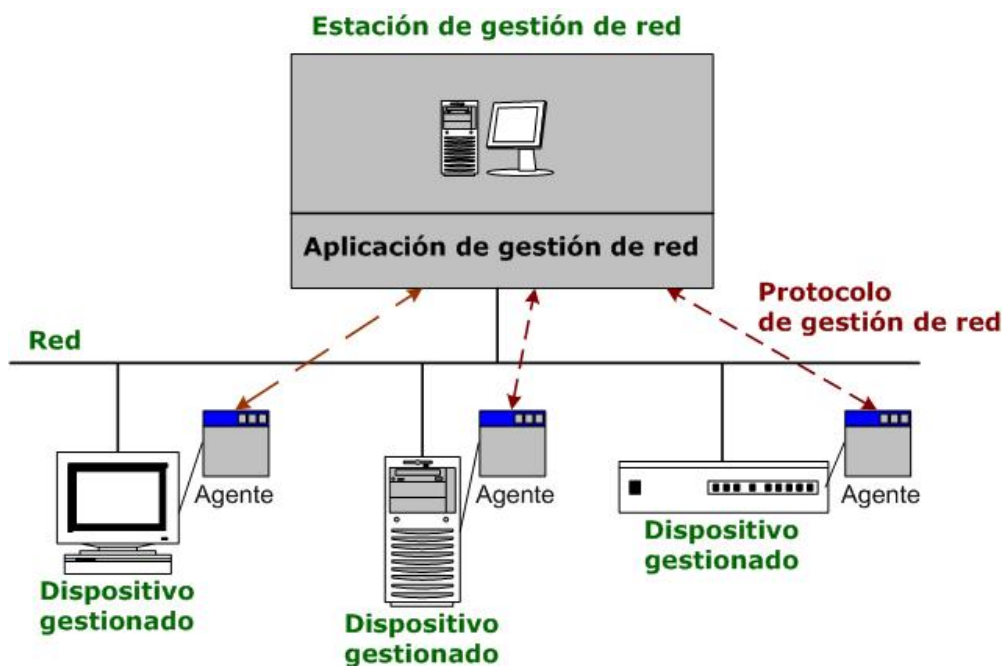 Estación de gestión de red
Aplicación de gestión de red
Protocolo
de gestión de red
Red
Agente
Agente
Agente
Dispositivo
gestionado
Dispositivo
gestionado
Dispositivo
gestionado